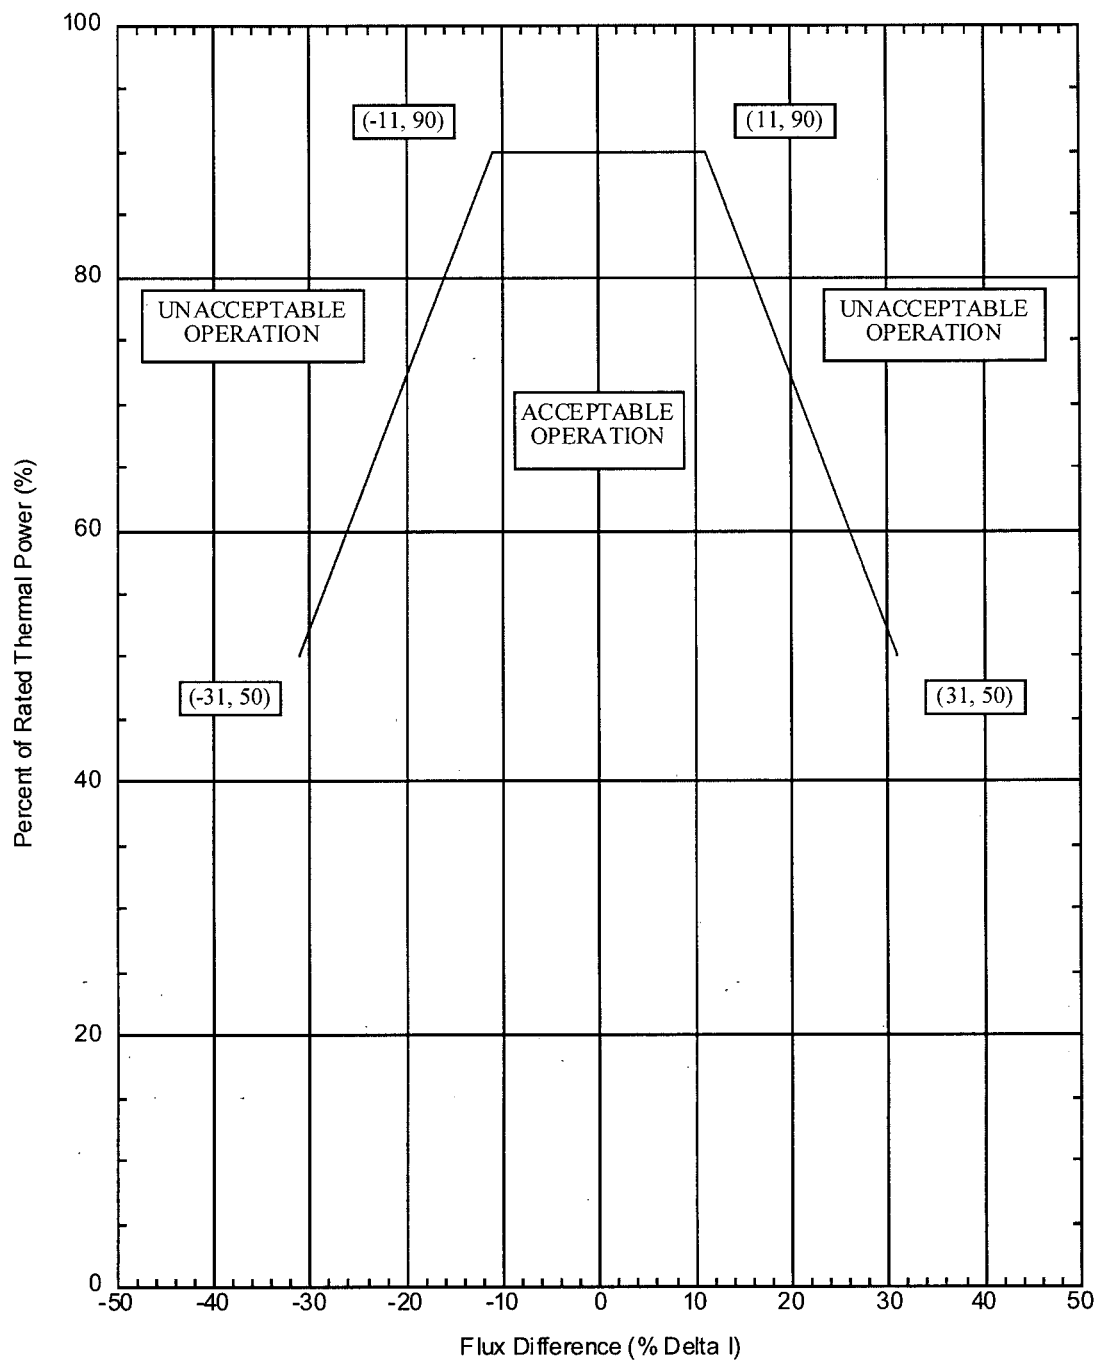 100
(-11, 90)
(11, 90)
80
UNACCEPTABLE
OPERATION
UNACCEPTABLE
OPERATION
ACCEPTABLE
OPERATION
60
(-31, 50)
(31, 50)
40
20
0
Percent of Rated Thermal Power (%)
-50 -40 -30 -20 -10 0 10 20 30 40 50
Flux Difference (% Delta I)